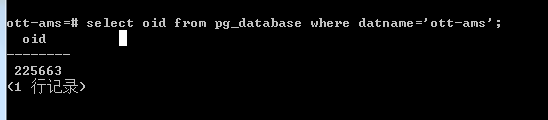 ott-ams=# select oid from pg_database where datname='ott-ams';
oid
--------
225663
(1 行记录)